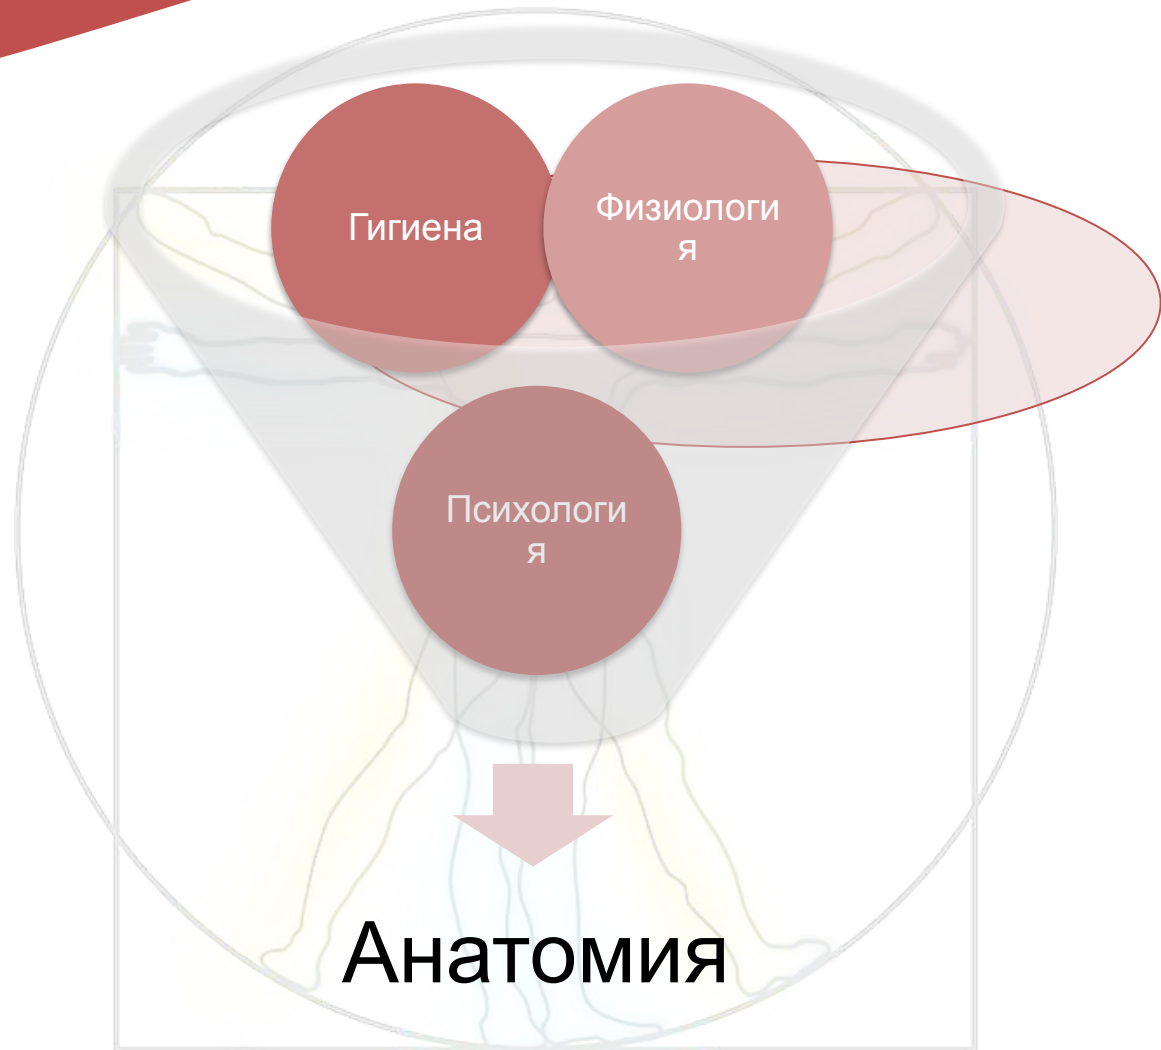 Гигиена
Физиологи
я
Психологи
я
Анатомия